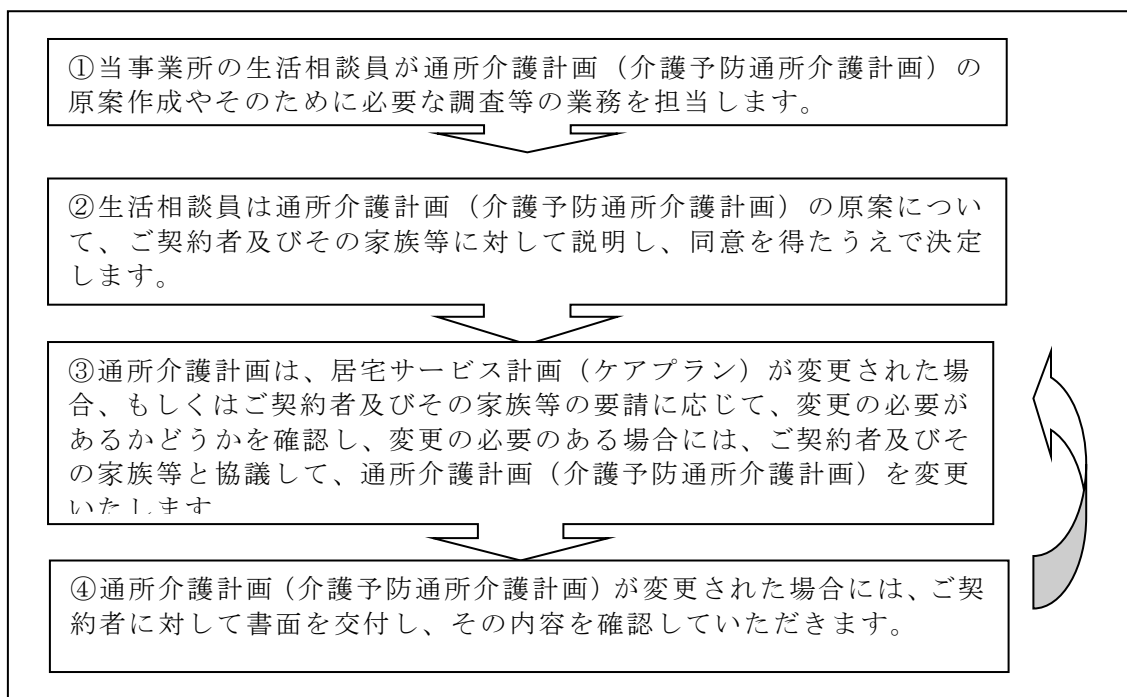 ①当事業所の生活相談員が通所介護計画（介護予防通所介護計画）の
原案作成やそのために必要な調査等の業務を担当します。
②生活相談員は通所介護計画（介護予防通所介護計画）の原案につい
て、ご契約者及びその家族等に対して説明し、同意を得たうえで決定
します。
③通所介護計画は、居宅サービス計画（ケアプラン）が変更された場
合、もしくはご契約者及びその家族等の要請に応じて、変更の必要が
あるかどうかを確認し、変更の必要のある場合には、ご契約者及びそ
の家族等と協議して、通所介護計画（介護予防通所介護計画）を変更
いたします
④通所介護計画（介護予防通所介護計画）が変更された場合には、ご契
約者に対して書面を交付し、その内容を確認していただきます。